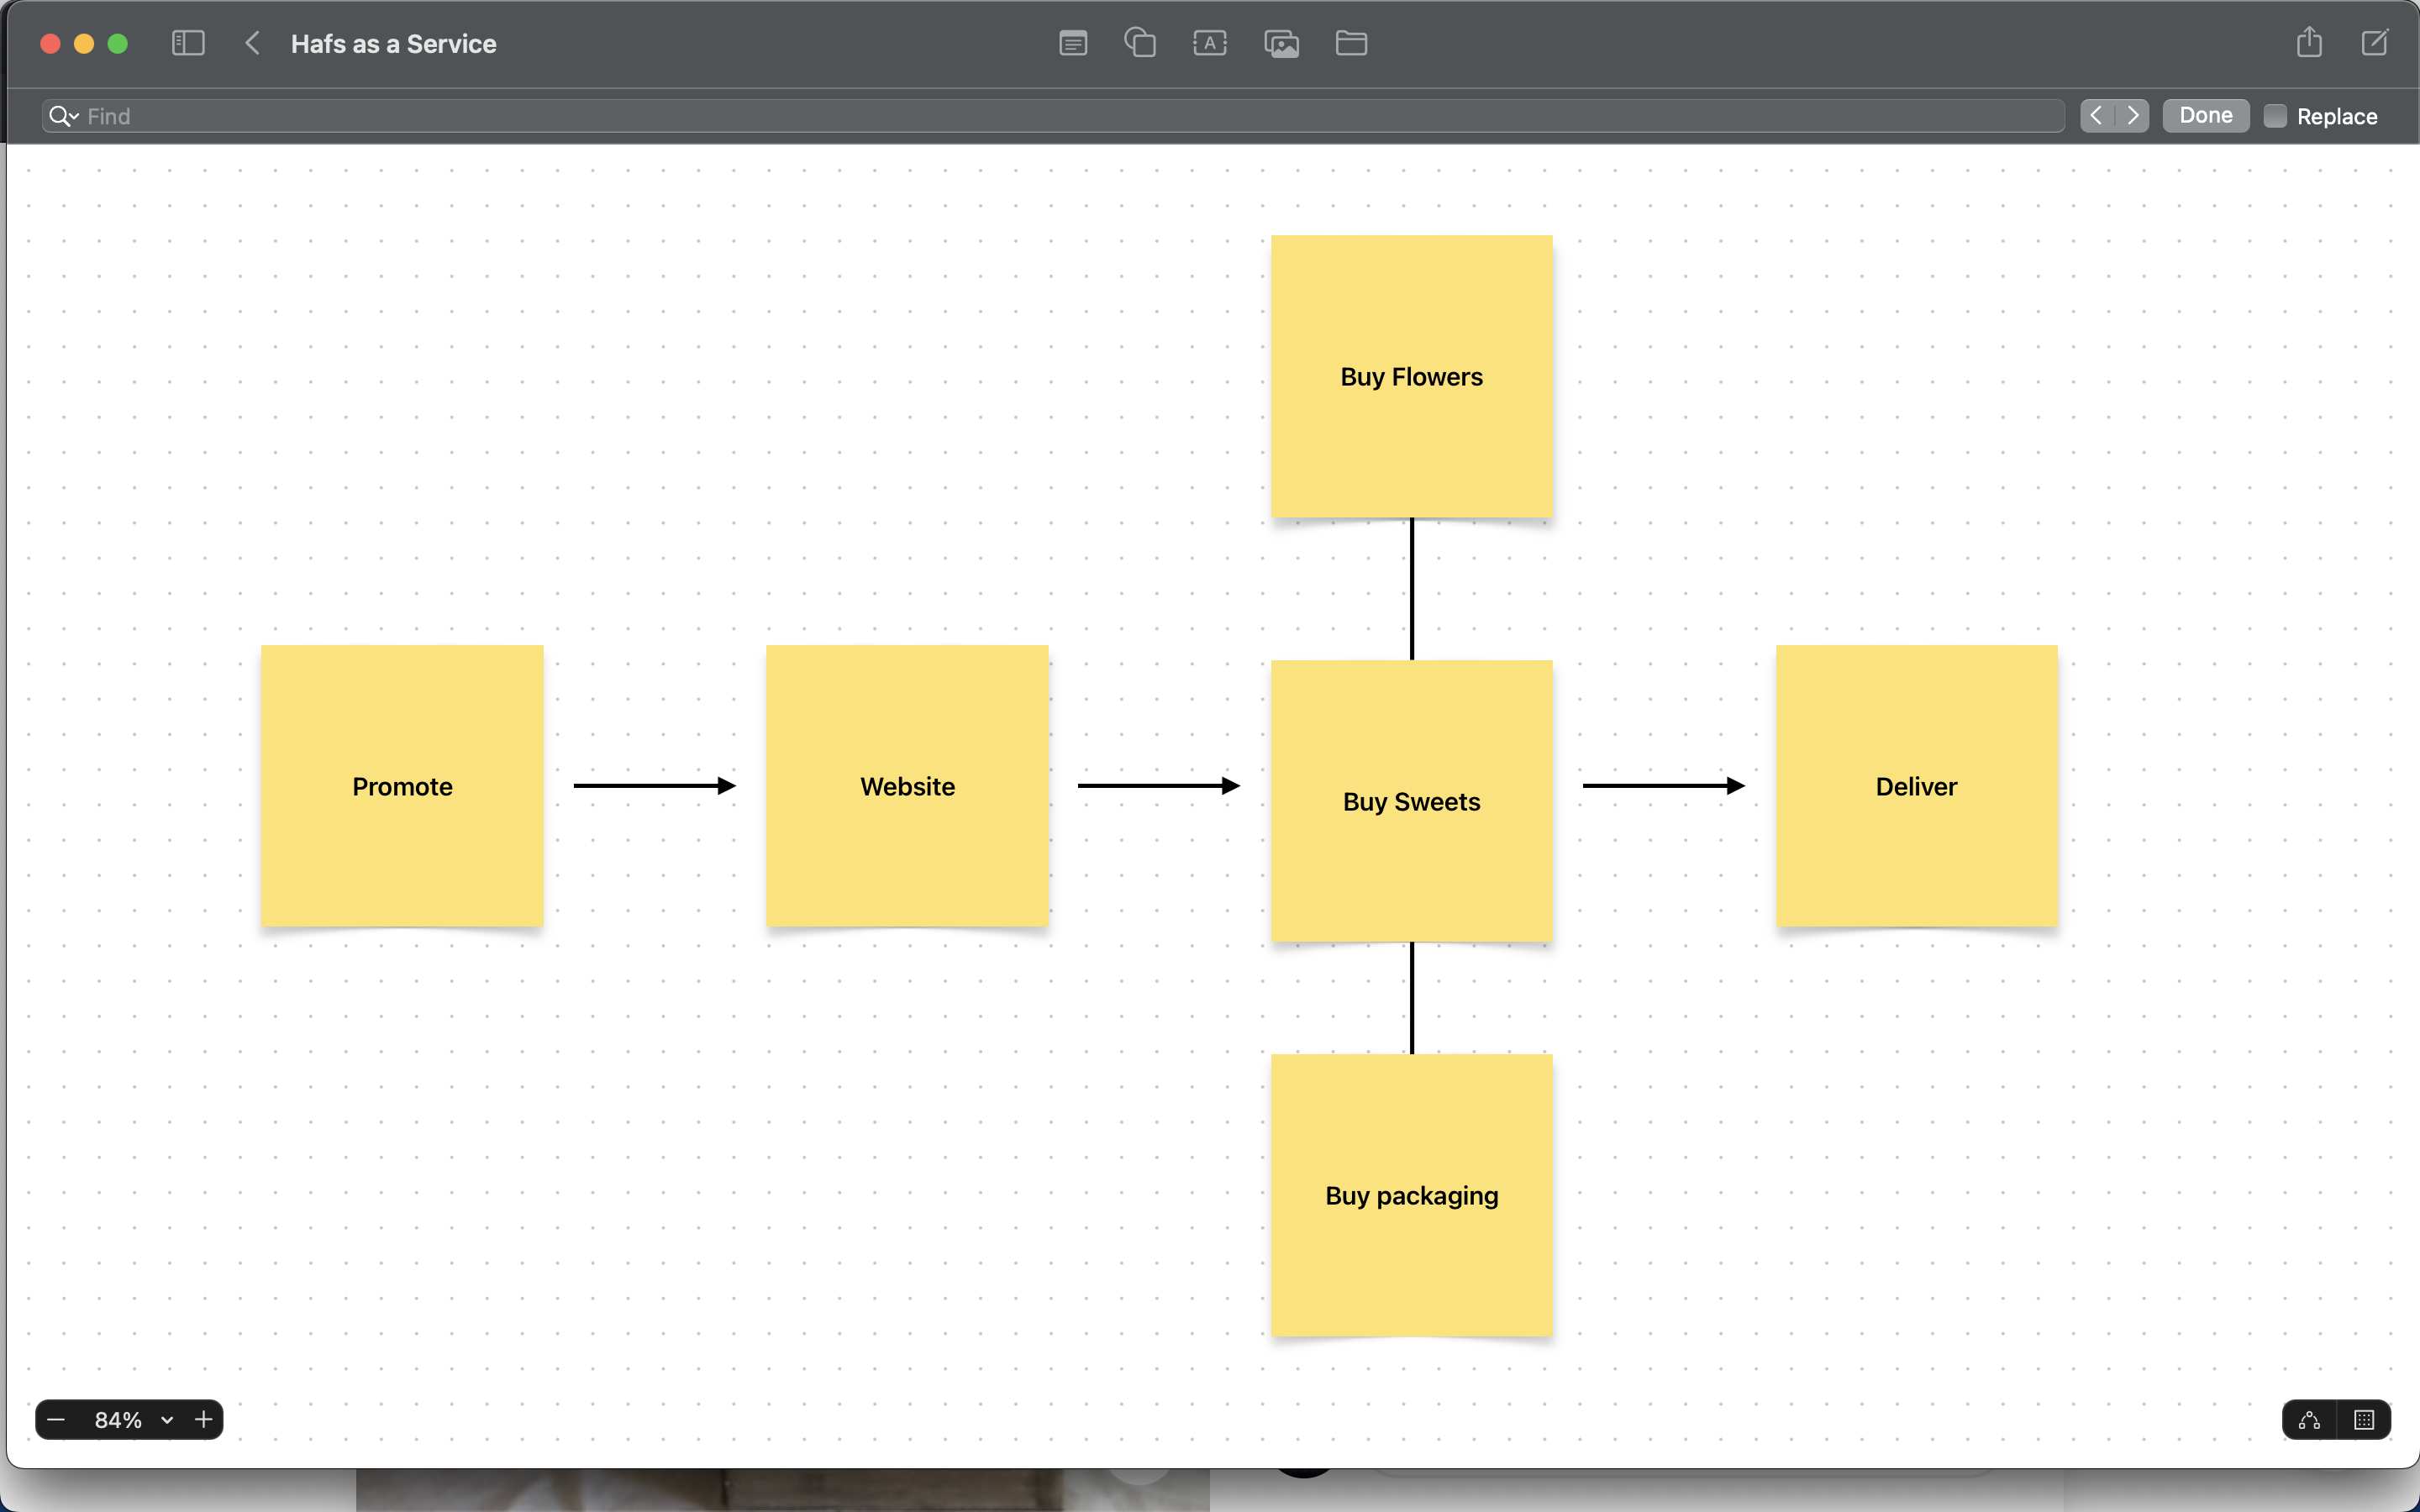 Hafs as a Service
Find
Done
Replace
Buy Flowers
Promote
Website
Buy Sweets
Deliver
Buy packaging
84%